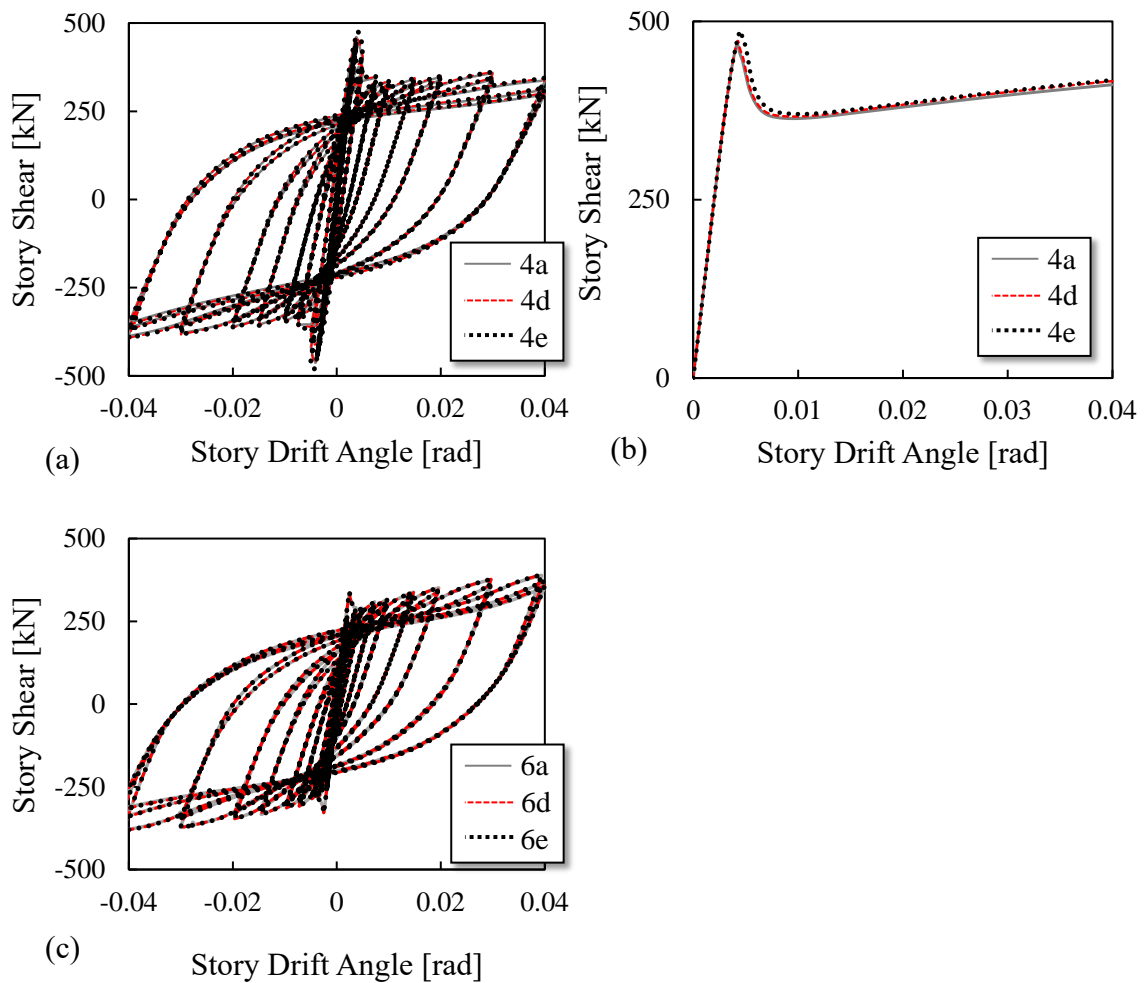 500
250
0
-250
-500
Story Shear [kN]
-0.04
-0.02
0
0.02
0.04
Story Drift Angle [rad]
4a
4d
4e
(a)
500
250
0
Story Shear [kN]
0
0.01
0.02
0.03
0.04
Story Drift Angle [rad]
4a
4d
4e
(b)
500
250
0
-250
-500
Story Shear [kN]
-0.04
-0.02
0
0.02
0.04
Story Drift Angle [rad]
6a
6d
6e
(c)